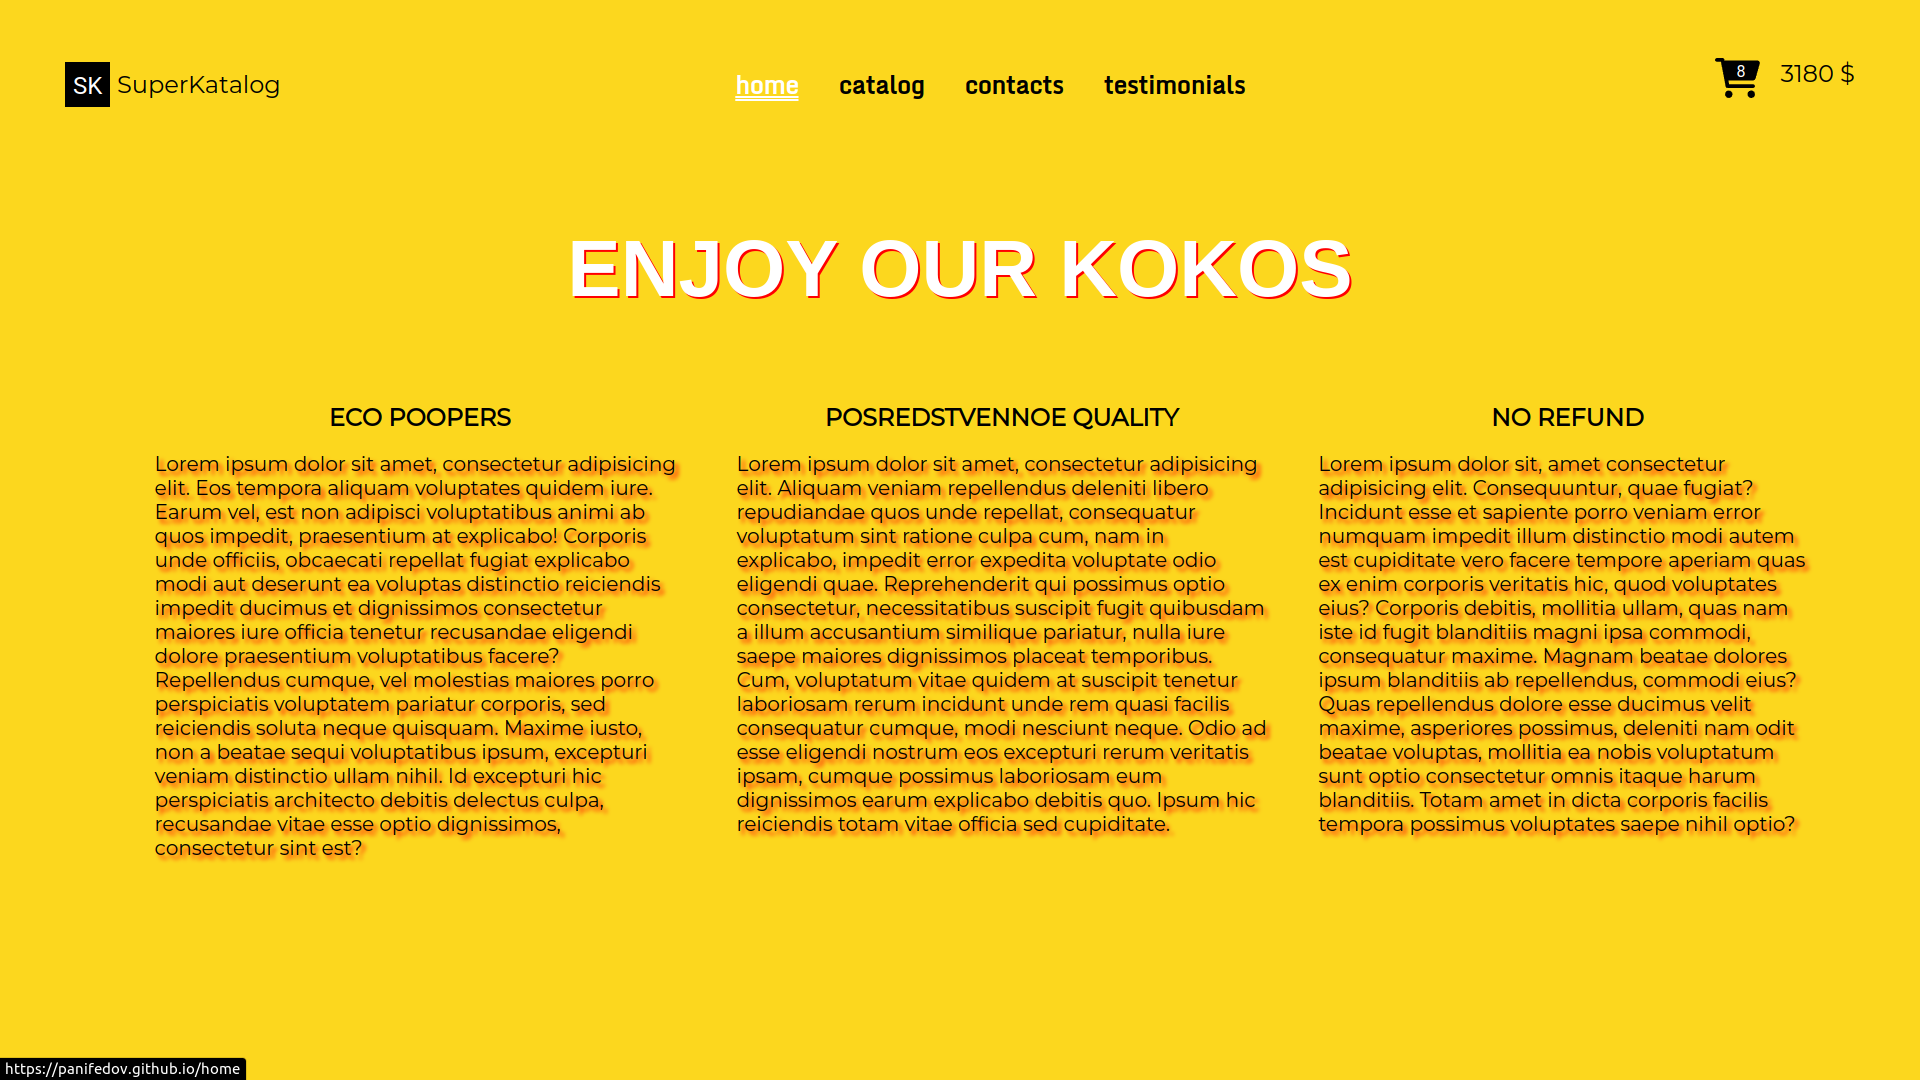 SK SuperKatalog
home catalog contacts testimonials
8 3180 $
ENJOY OUR KOKOS
ECO POOPERS
Lorem ipsum dolor sit amet, consectetur adipisicing
elit. Eos tempora aliquam voluptates quidem iure.
Earum vel, est non adipisci voluptatibus animi ab
quos impedit, praesentium at explicabo! Corporis
unde officiis, obcaecati repellat fugiat explicabo
modi aut deserunt ea voluptas distinctio reiciendis
impedit ducimus et dignissimos consectetur
maiores iure officia tenetur recusandae eligendi
dolore praesentium voluptatibus facere?
Repellendus cumque, vel molestias maiores porro
perspiciatis voluptatem pariatur corporis, sed
reiciendis soluta neque quisquam. Maxime iusto,
non a beatae sequi voluptatibus ipsum, excepturi
veniam distinctio ullam nihil. Id excepturi hic
perspiciatis architecto debitis delectus culpa,
recusandae vitae esse optio dignissimos,
consectetur sint est?
POSREDSTVENNOE QUALITY
Lorem ipsum dolor sit amet, consectetur adipisicing
elit. Aliquam veniam repellendus deleniti libero
repudiandae quos unde repellat, consequatur
voluptatum sint ratione culpa cum, nam in
explicabo, impedit error expedita voluptate odio
eligendi quae. Reprehenderit qui possimus optio
consectetur, necessitatibus suscipit fugit quibusdam
a illum accusantium similique pariatur, nulla iure
saepe maiores dignissimos placeat temporibus.
Cum, voluptatum vitae quidem at suscipit tenetur
laboriosam rerum incidunt unde rem quasi facilis
consequatur cumque, modi nesciunt neque. Odio ad
esse eligendi nostrum eos excepturi rerum veritatis
ipsam, cumque possimus laboriosam eum
dignissimos earum explicabo debitis quo. Ipsum hic
reiciendis totam vitae officia sed cupiditate.
NO REFUND
Lorem ipsum dolor sit, amet consectetur
adipisicing elit. Consequuntur, quae fugiat?
Incidunt esse et sapiente porro veniam error
numquam impedit illum distinctio modi autem
est cupiditate vero facere tempore aperiam quas
ex enim corporis veritatis hic, quod voluptates
eius? Corporis debitis, mollitia ullam, quas nam
iste id fugit blanditiis magni ipsa commodi,
consequatur maxime. Magnam beatae dolores
ipsum blanditiis ab repellendus, commodi eius?
Quas repellendus dolore esse ducimus velit
maxime, asperiores possimus, deleniti nam odit
beatae voluptas, mollitia ea nobis voluptatum
sunt optio consectetur omnis itaque harum
blanditiis. Totam amet in dicta corporis facilis
tempora possimus voluptates saepe nihil optio?
https://panifedov.github.io/home